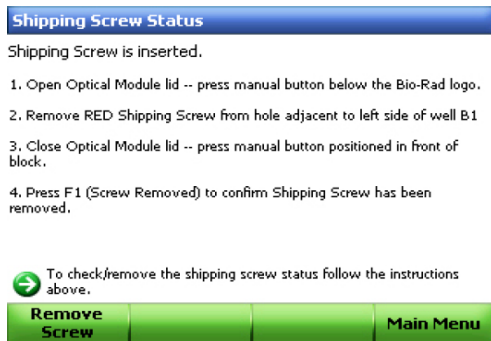 Shipping Screw Status
Shipping Screw is inserted.
1. Open Optical Module lid -- press manual button below the Bio-Rad logo.
2. Remove RED Shipping Screw from hole adjacent to left side of well B1
3. Close Optical Module lid -- press manual button positioned in front of
block.
4. Press F1 (Screw Removed) to confirm Shipping Screw has been
removed.
To check/remove the shipping screw status follow the instructions
above.
Remove
Screw
Main Menu